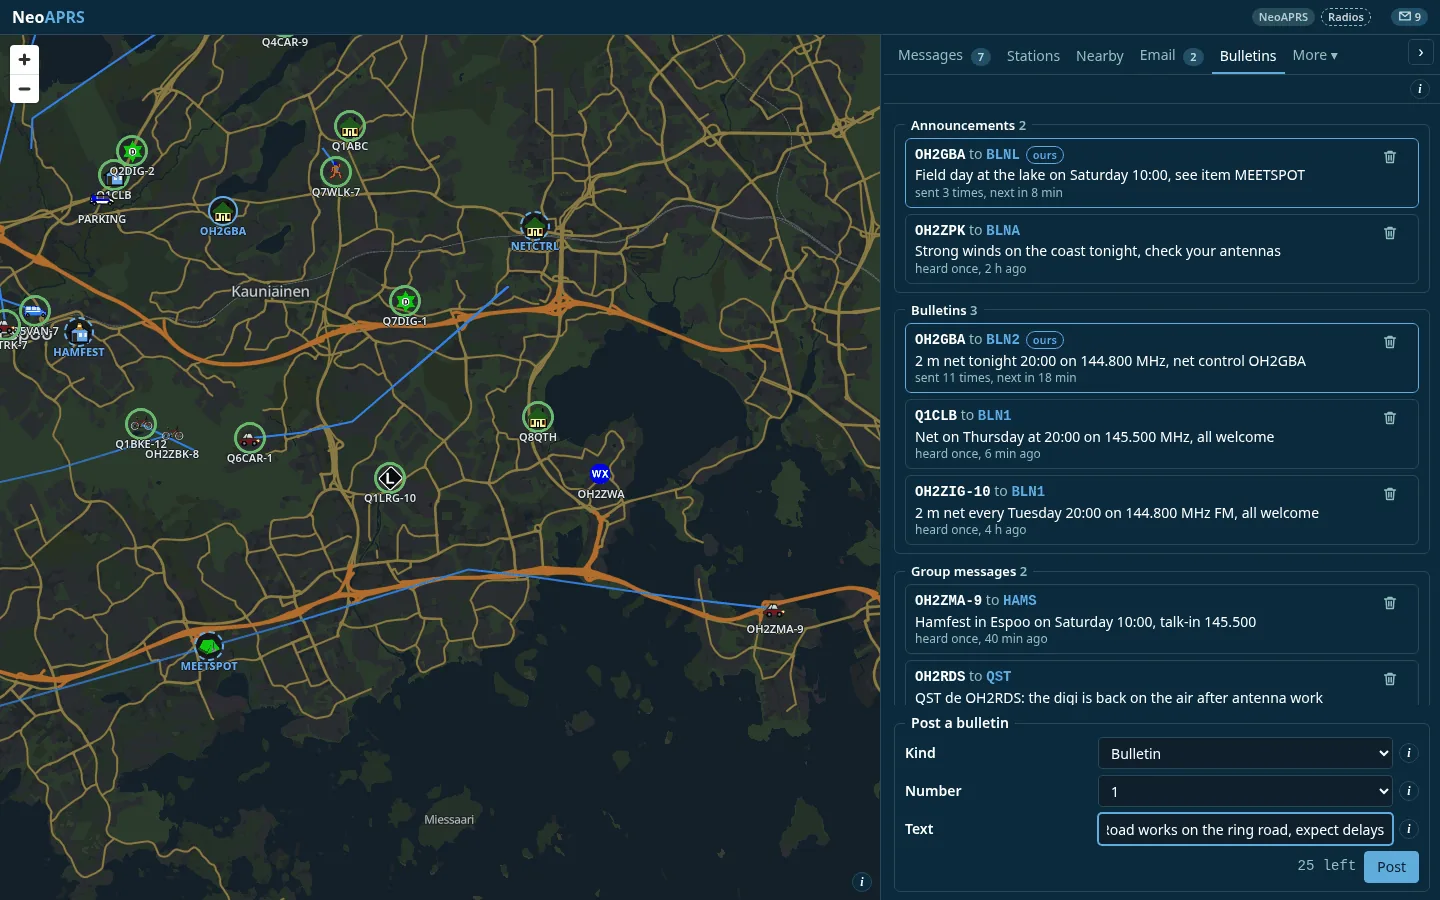 NeoAPRS
NeoAPRS
Radios
9
Q4CAR-9
Q1ABC
Q2DIG-2
Q7WLK-7
Q1CLB
PARKING
OH2GBA
NETCTRL
Kauniainen
Q7DIG-1
5VAN-7
TRK-7
HAMFEST
Q8QTH
Q1BKE-12
OH2ZBK-8
Q6CAR-1
WX
OH2ZWA
L
Q1LRG-10
OH2ZMA-9
MEETSPOT
Miessaari
Messages 7
Stations
Nearby
Email 2
Bulletins
More ▾
Announcements 2
OH2GBA to BLNL ours
Field day at the lake on Saturday 10:00, see item MEETSPOT
sent 3 times, next in 8 min
OH2ZPK to BLNA
Strong winds on the coast tonight, check your antennas
heard once, 2 h ago
Bulletins 3
OH2GBA to BLN2 ours
2 m net tonight 20:00 on 144.800 MHz, net control OH2GBA
sent 11 times, next in 18 min
Q1CLB to BLN1
Net on Thursday at 20:00 on 145.500 MHz, all welcome
heard once, 6 min ago
OH2ZIG-10 to BLN1
2 m net every Tuesday 20:00 on 144.800 MHz FM, all welcome
heard once, 4 h ago
Group messages 2
OH2ZMA-9 to HAMS
Hamfest in Espoo on Saturday 10:00, talk-in 145.500
heard once, 40 min ago
OH2RDS to QST
QST de OH2RDS: the digi is back on the air after antenna work
Post a bulletin
Kind
Bulletin
Number
1
Text
oad works on the ring road, expect delays
25 left
Post